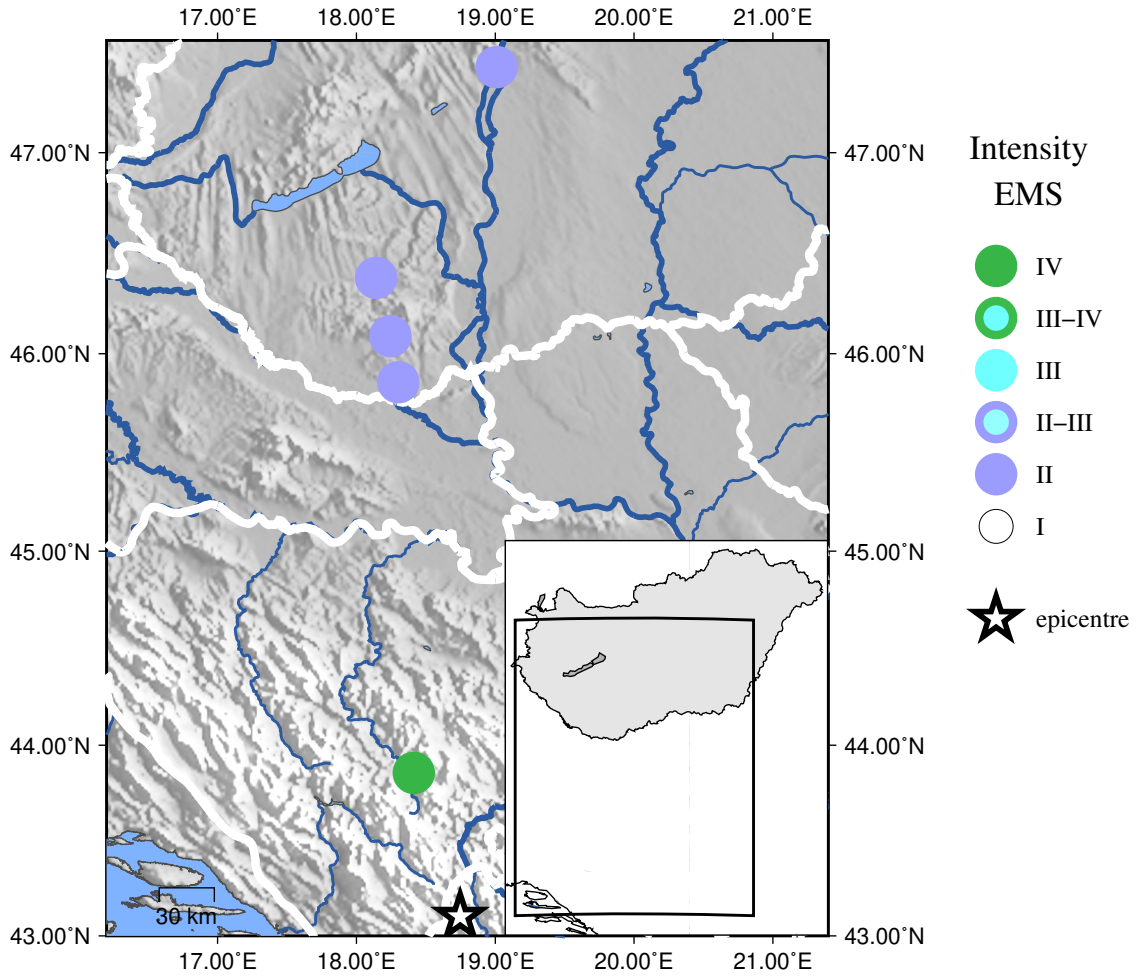 17.00˚E 18.00˚E 19.00˚E 20.00˚E 21.00˚E
47.00˚N 47.00˚N
46.00˚N 46.00˚N
45.00˚N 45.00˚N
44.00˚N 44.00˚N
43.00˚N 43.00˚N
30 km
17.00˚E 18.00˚E 19.00˚E 20.00˚E 21.00˚E
Intensity
EMS
IV
III–IV
III
II–III
II
I
epicentre